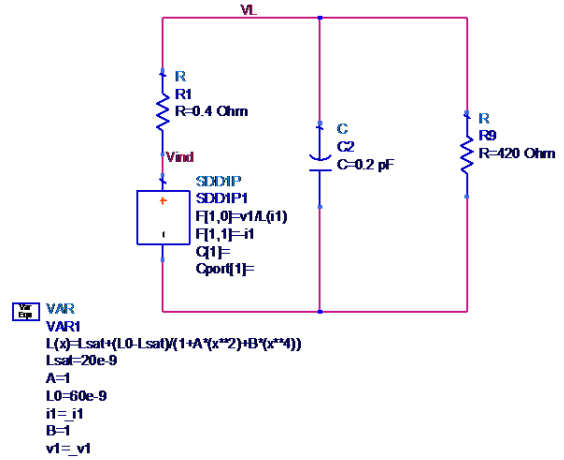 VL
R
R1
R=0.4 Ohm
Vind
SDD1P
SDD1P1
F[1,0]=v1/L(i1)
F[1,1]=-i1
C[1]=
Cport[1]=
C
C2
C=0.2 pF
R
R9
R=420 Ohm
Var
Eqn
VAR
VAR1
L(x)=Lsat+(L0-Lsat)/(1+A*(x**2)+B*(x**4))
Lsat=20e-9
A=1
L0=60e-9
i1=_i1
B=1
v1=_v1